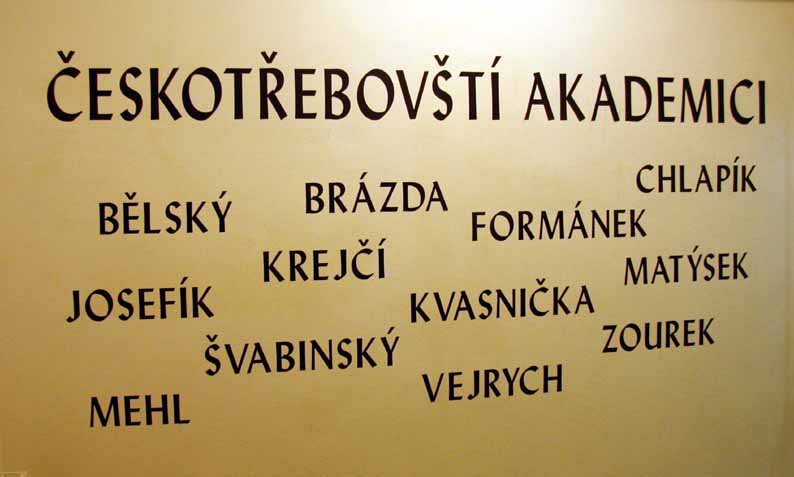 ČESKOTŘEBOVŠTÍ AKADEMICI
BĚLSKÝ
BRÁZDA
CHLAPÍK
FORMÁNEK
KREJČÍ
MATÝSEK
JOSEFÍK
KVASNIČKA
ŠVABINSKÝ
ZOUREK
MEHL
VEJRYCH